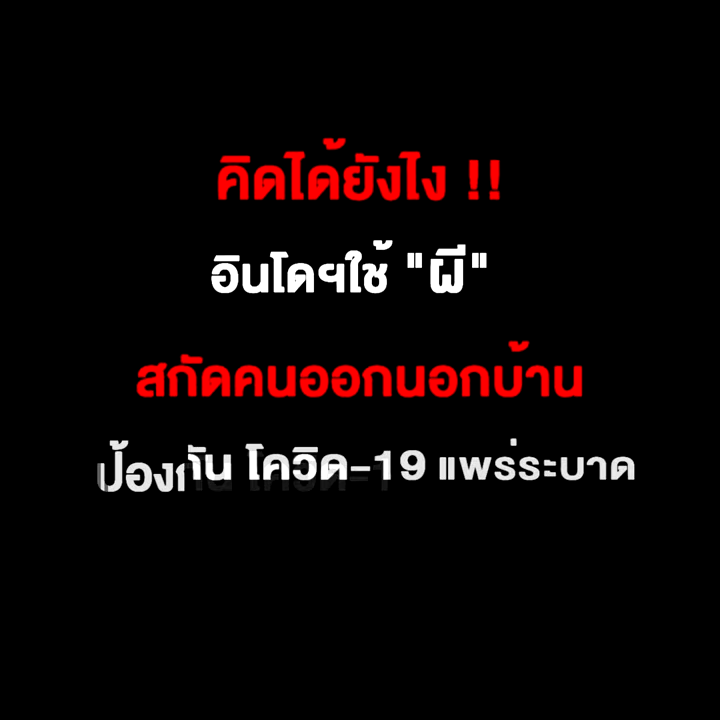 คิดได้ยังไง !!
อินโดฯใช้ "ผี"
สกัดคนออกนอกบ้าน
ป้องกัน โควิด-19 แพร่ระบาด